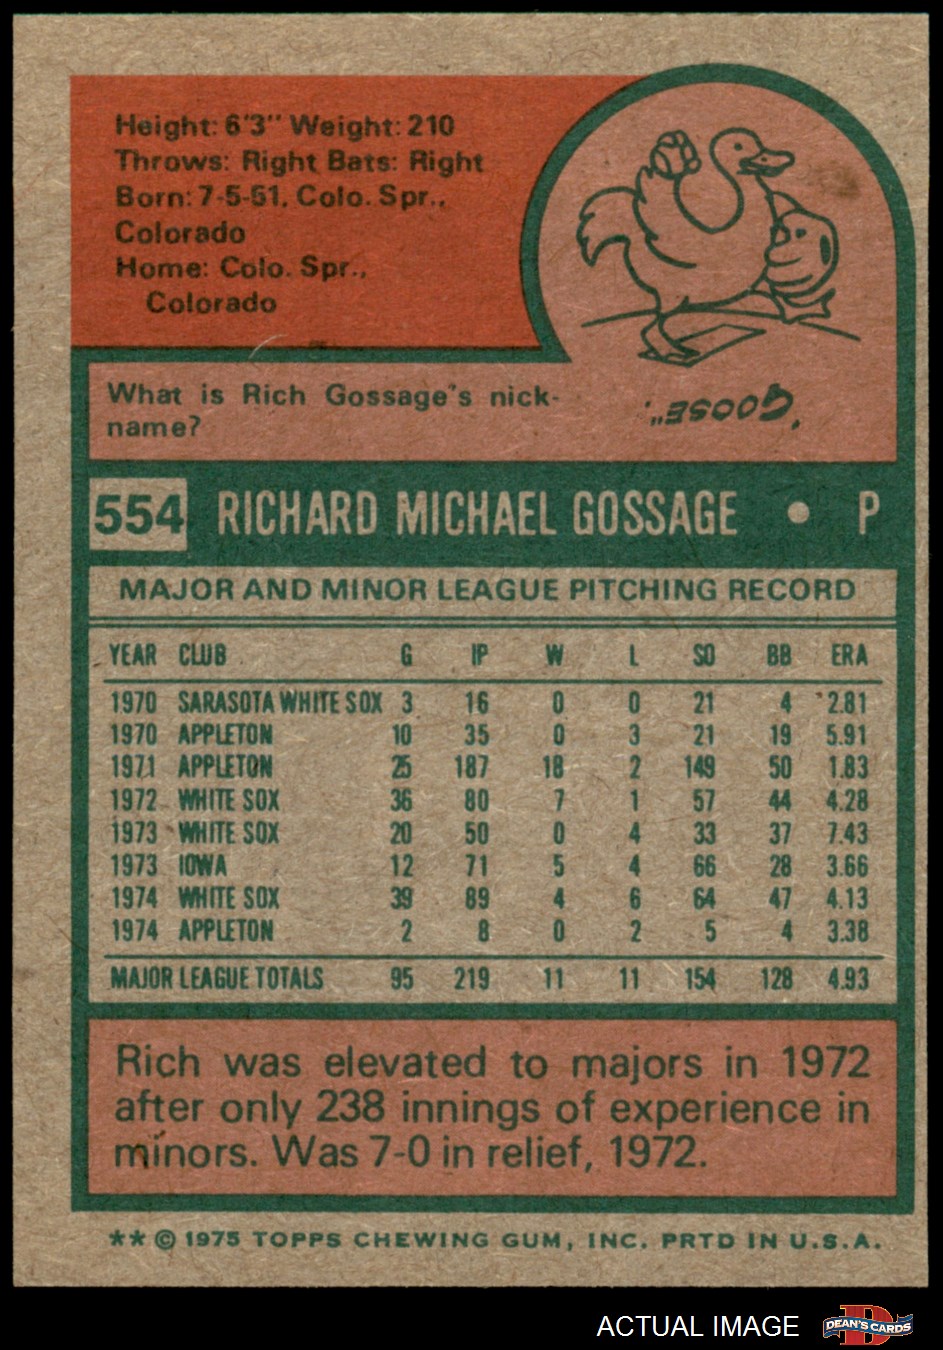 Height: 6'3" Weight: 210
Throws: Right Bats: Right
Born: 7-5-51, Colo. Spr.,
Colorado
Home: Colo. Spr.,
Colorado
What is Rich Gossage's nick-
name?
"Goose".
554 RICHARD MICHAEL GOSSAGE • P
MAJOR AND MINOR LEAGUE PITCHING RECORD
YEAR CLUB G IP W L SO BB ERA
1970 SARASOTA WHITE SOX 3 16 0 0 21 4 2.81
1970 APPLETON 10 35 0 3 21 19 5.91
1971 APPLETON 25 187 18 2 149 50 1.83
1972 WHITE SOX 36 80 7 1 57 44 4.28
1973 WHITE SOX 20 50 0 4 33 37 7.43
1973 IOWA 12 71 5 4 66 28 3.66
1974 WHITE SOX 39 89 4 6 64 47 4.13
1974 APPLETON 2 8 0 2 5 4 3.38
MAJOR LEAGUE TOTALS 95 219 11 11 154 128 4.93
Rich was elevated to majors in 1972
after only 238 innings of experience in
minors. Was 7-0 in relief, 1972.
** © 1975 TOPPS CHEWING GUM, INC. PRTD IN U.S.A.
ACTUAL IMAGE
D
DEAN'S CARDS